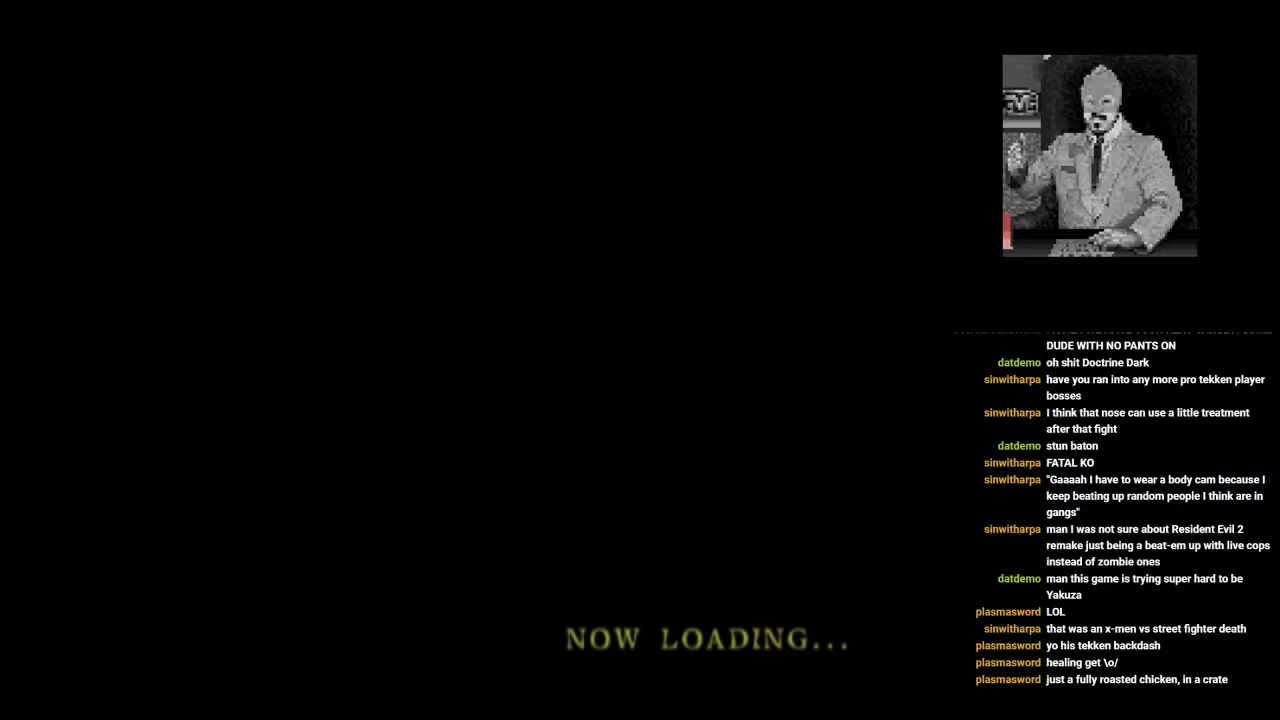 DUDE WITH NO PANTS ON
datdemo oh shit Doctrine Dark
sinwitharpa have you ran into any more pro tekken player
bosses
sinwitharpa I think that nose can use a little treatment
after that fight
datdemo stun baton
sinwitharpa FATAL KO
sinwitharpa "Gaaaah I have to wear a body cam because I
keep beating up random people I think are in
gangs"
sinwitharpa man I was not sure about Resident Evil 2
remake just being a beat-em up with live cops
instead of zombie ones
datdemo man this game is trying super hard to be
Yakuza
plasmasword LOL
sinwitharpa that was an x-men vs street fighter death
plasmasword yo his tekken backdash
plasmasword healing get \o/
plasmasword just a fully roasted chicken, in a crate
NOW LOADING...